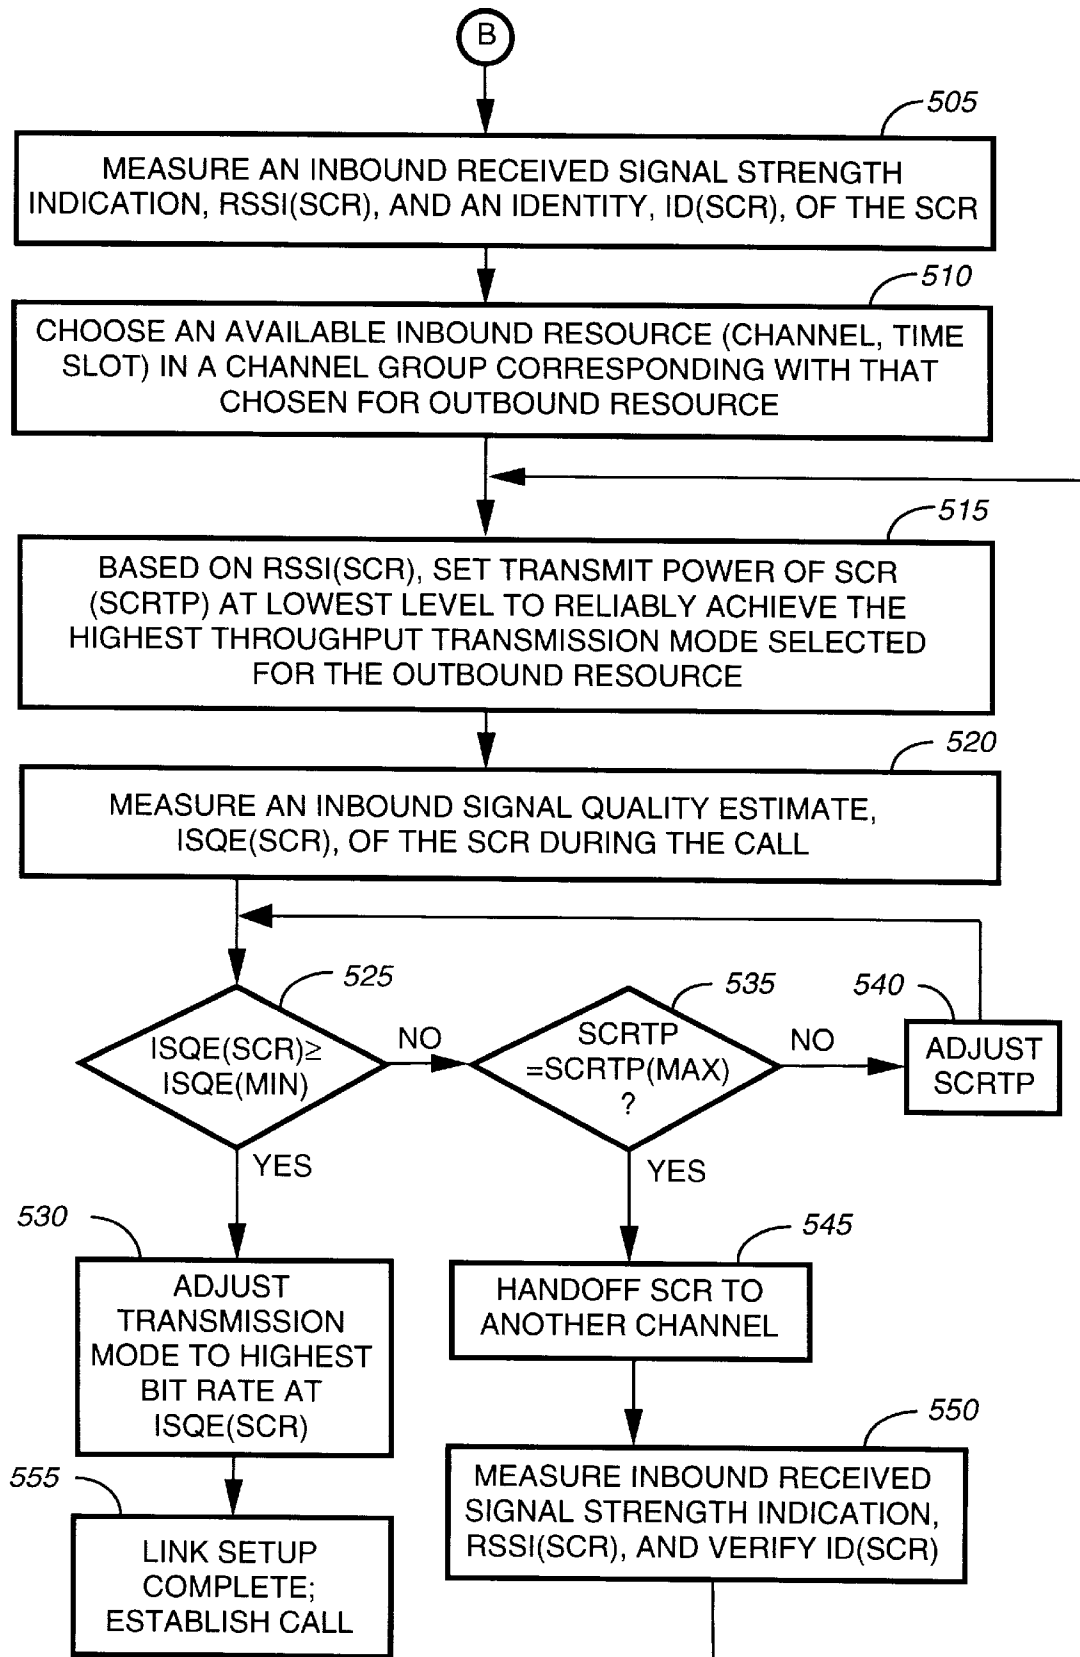 B
505
MEASURE AN INBOUND RECEIVED SIGNAL STRENGTH
INDICATION, RSSI(SCR), AND AN IDENTITY, ID(SCR), OF THE SCR
510
CHOOSE AN AVAILABLE INBOUND RESOURCE (CHANNEL, TIME
SLOT) IN A CHANNEL GROUP CORRESPONDING WITH THAT
CHOSEN FOR OUTBOUND RESOURCE
515
BASED ON RSSI(SCR), SET TRANSMIT POWER OF SCR
(SCRTP) AT LOWEST LEVEL TO RELIABLY ACHIEVE THE
HIGHEST THROUGHPUT TRANSMISSION MODE SELECTED
FOR THE OUTBOUND RESOURCE
520
MEASURE AN INBOUND SIGNAL QUALITY ESTIMATE,
ISQE(SCR), OF THE SCR DURING THE CALL
525
ISQE(SCR)≥
ISQE(MIN)
NO
YES
535
SCRTP
=SCRTP(MAX)
?
NO
YES
540
ADJUST
SCRTP
530
ADJUST
TRANSMISSION
MODE TO HIGHEST
BIT RATE AT
ISQE(SCR)
545
HANDOFF SCR TO
ANOTHER CHANNEL
550
MEASURE INBOUND RECEIVED
SIGNAL STRENGTH INDICATION,
RSSI(SCR), AND VERIFY ID(SCR)
555
LINK SETUP
COMPLETE;
ESTABLISH CALL